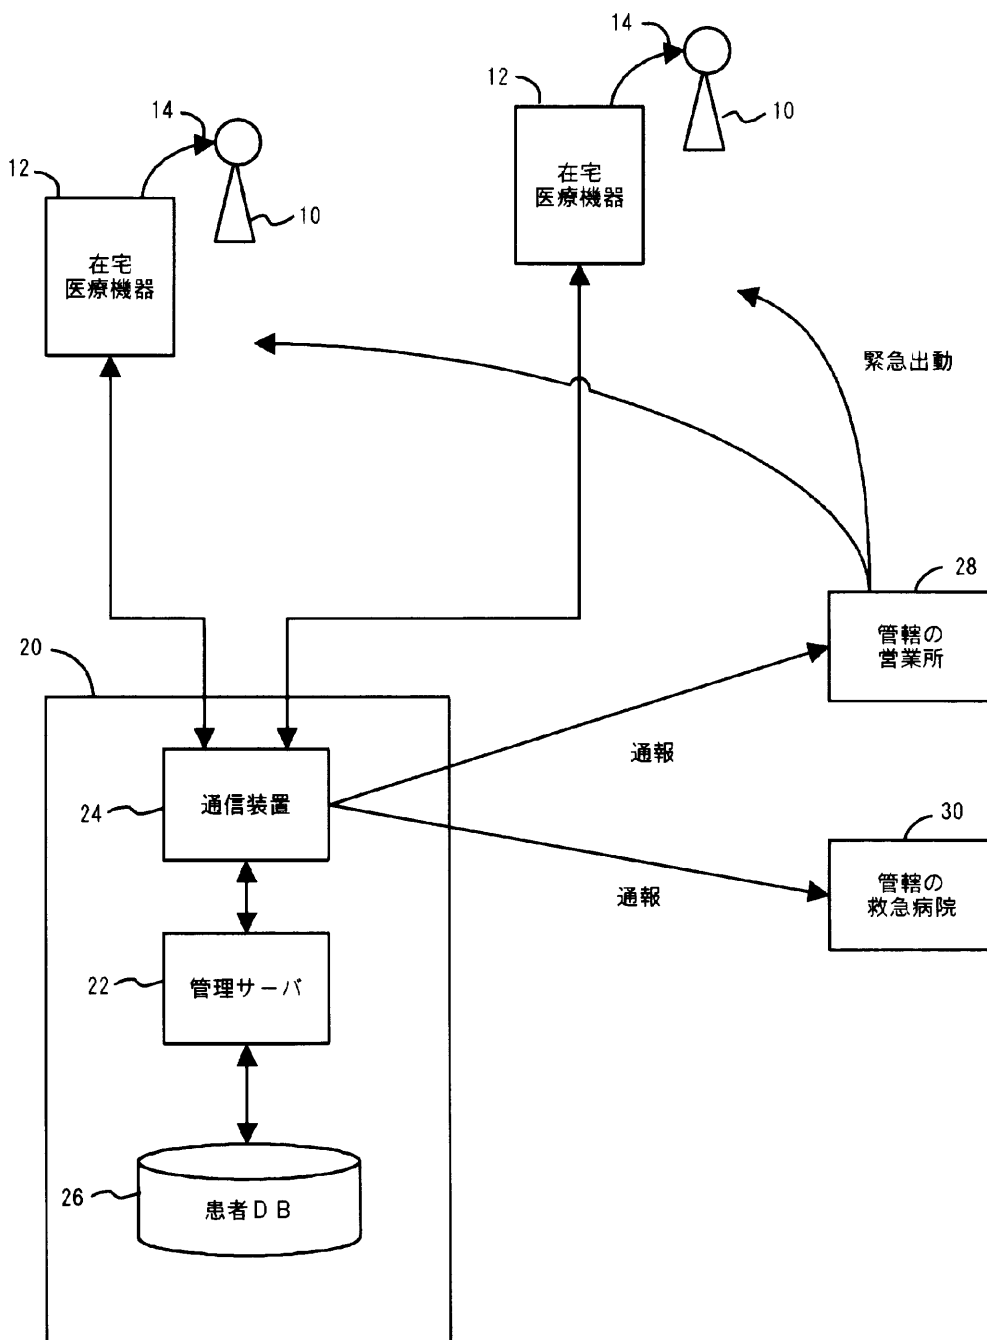 14
12
10
在宅
医療機器
14
12
10
在宅
医療機器
緊急出動
28
管轄の
営業所
20
通報
24
通信装置
30
管轄の
救急病院
通報
22
管理サーバ
26
患者DB